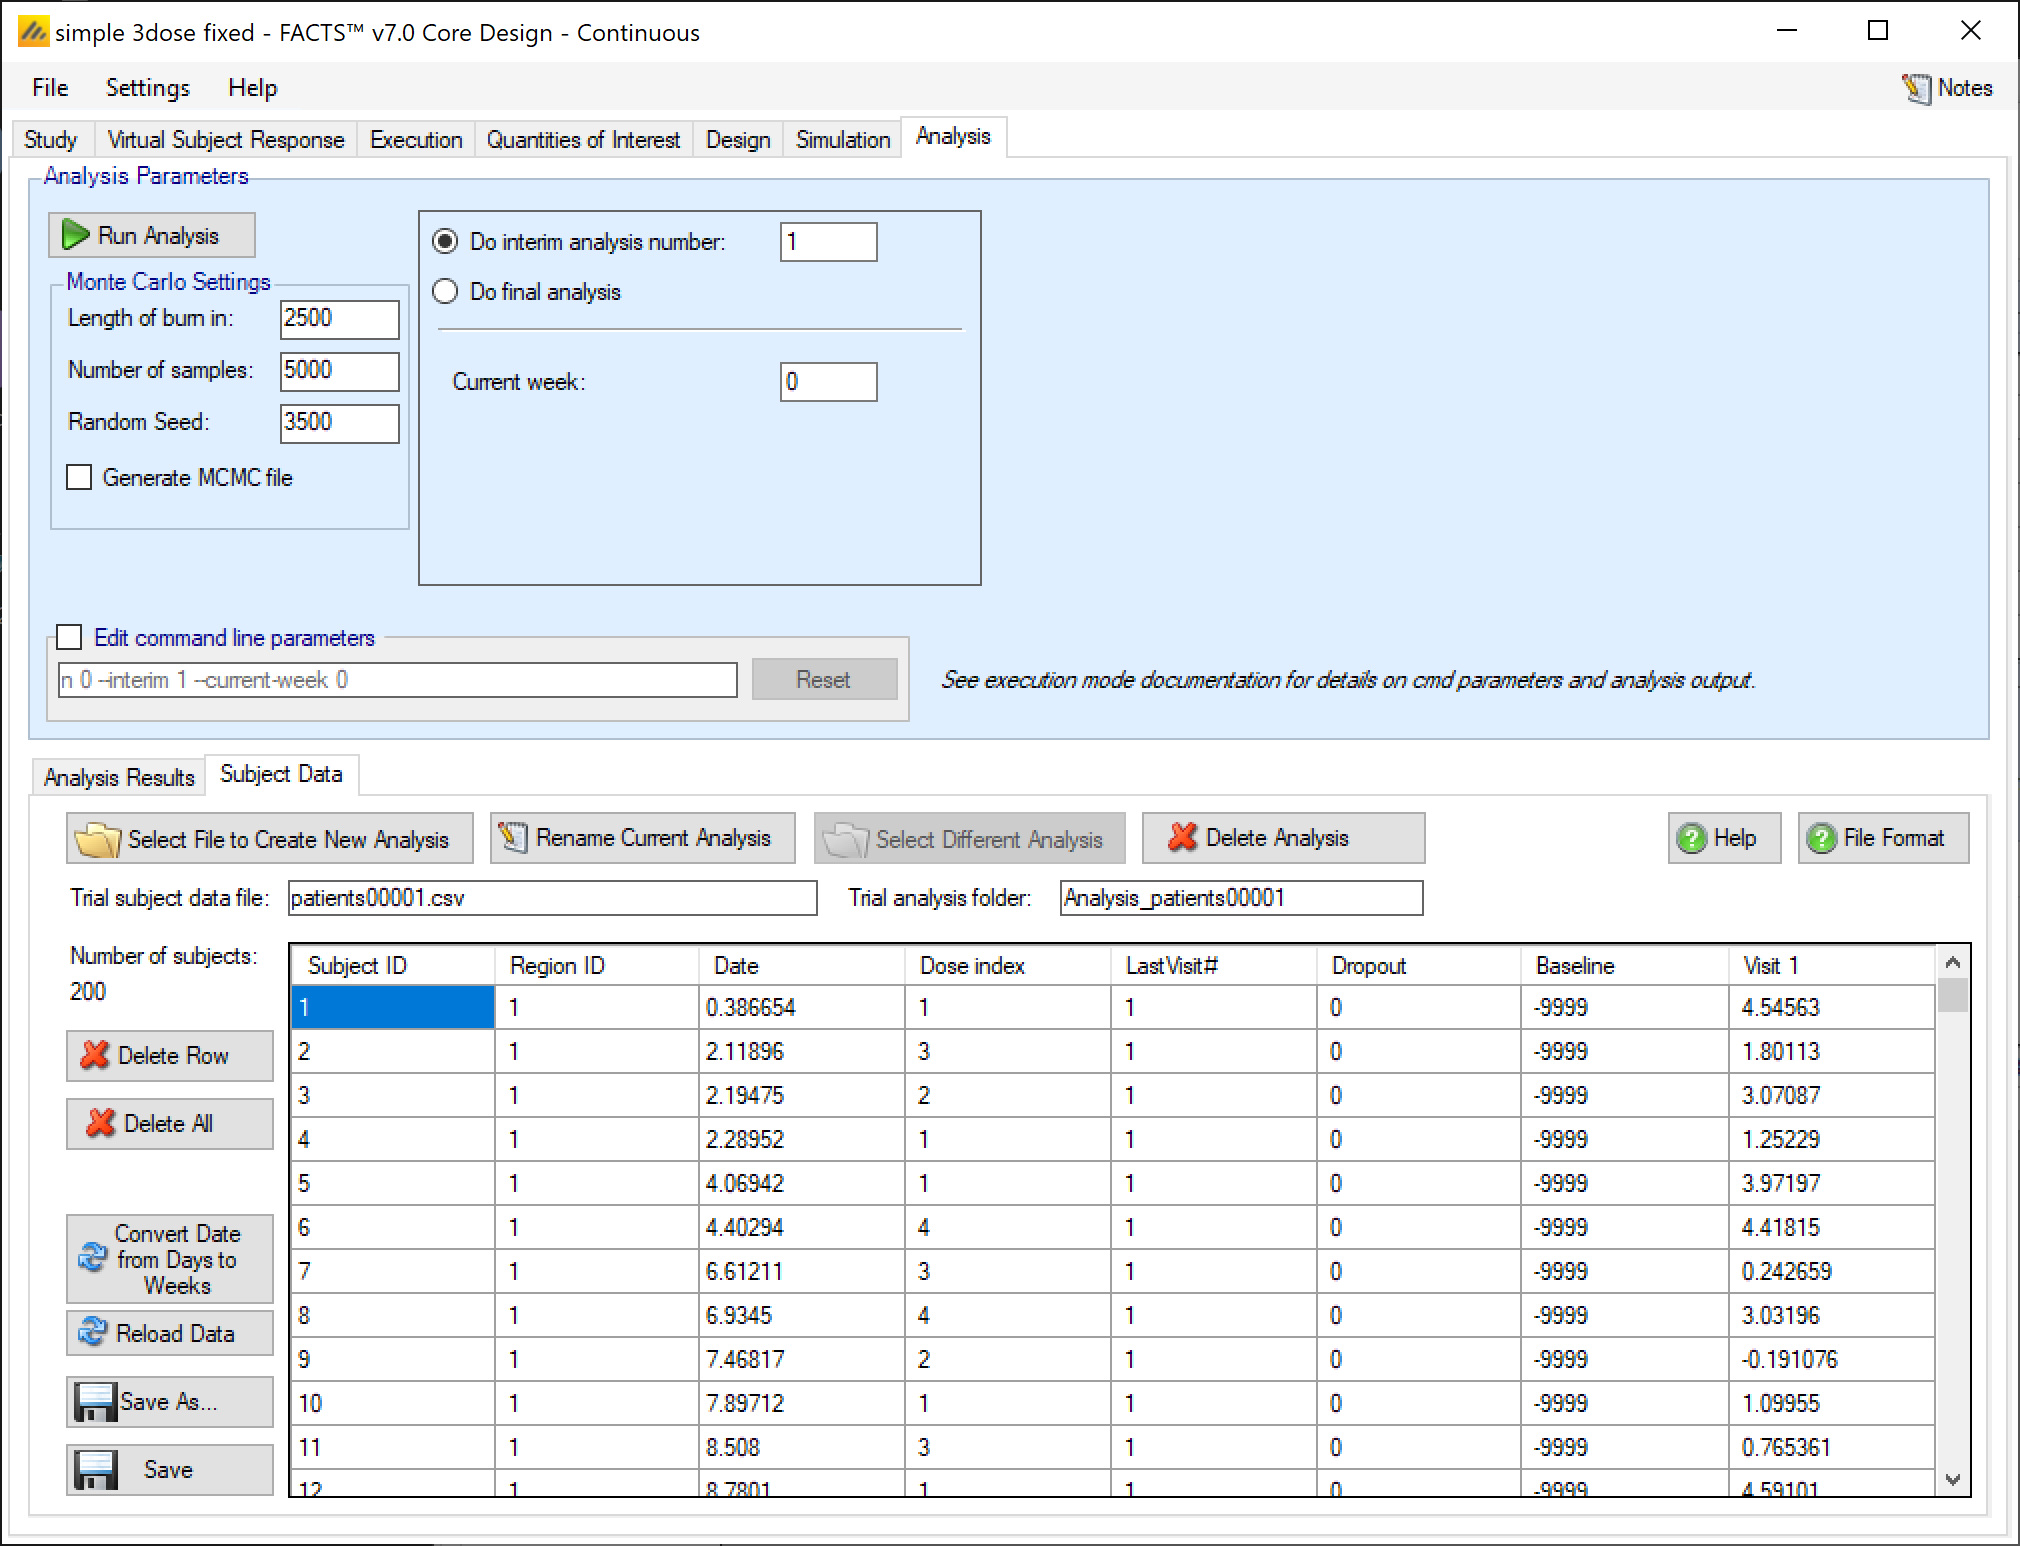 simple 3dose fixed - FACTS™ v7.0 Core Design - Continuous
File Settings Help Notes
Study Virtual Subject Response Execution Quantities of Interest Design Simulation Analysis
Analysis Parameters
Run Analysis
Monte Carlo Settings
Length of burn in: 2500
Number of samples: 5000
Random Seed: 3500
Generate MCMC file
Do interim analysis number: 1
Do final analysis
Current week: 0
Edit command line parameters
n 0 --interim 1 --current-week 0 Reset
See execution mode documentation for details on cmd parameters and analysis output.
Analysis Results Subject Data
Select File to Create New Analysis Rename Current Analysis Select Different Analysis Delete Analysis Help File Format
Trial subject data file: patients00001.csv Trial analysis folder: Analysis_patients00001
Number of subjects:
200
Delete Row
Delete All
Convert Date
from Days to
Weeks
Reload Data
Save As...
Save
Subject ID Region ID Date Dose index LastVisit# Dropout Baseline Visit 1
1 1 0.386654 1 1 0 -9999 4.54563
2 1 2.11896 3 1 0 -9999 1.80113
3 1 2.19475 2 1 0 -9999 3.07087
4 1 2.28952 1 1 0 -9999 1.25229
5 1 4.06942 1 1 0 -9999 3.97197
6 1 4.40294 4 1 0 -9999 4.41815
7 1 6.61211 3 1 0 -9999 0.242659
8 1 6.9345 4 1 0 -9999 3.03196
9 1 7.46817 2 1 0 -9999 -0.191076
10 1 7.89712 1 1 0 -9999 1.09955
11 1 8.508 3 1 0 -9999 0.765361
12 1 8.7801 1 1 0 -9999 4.59101